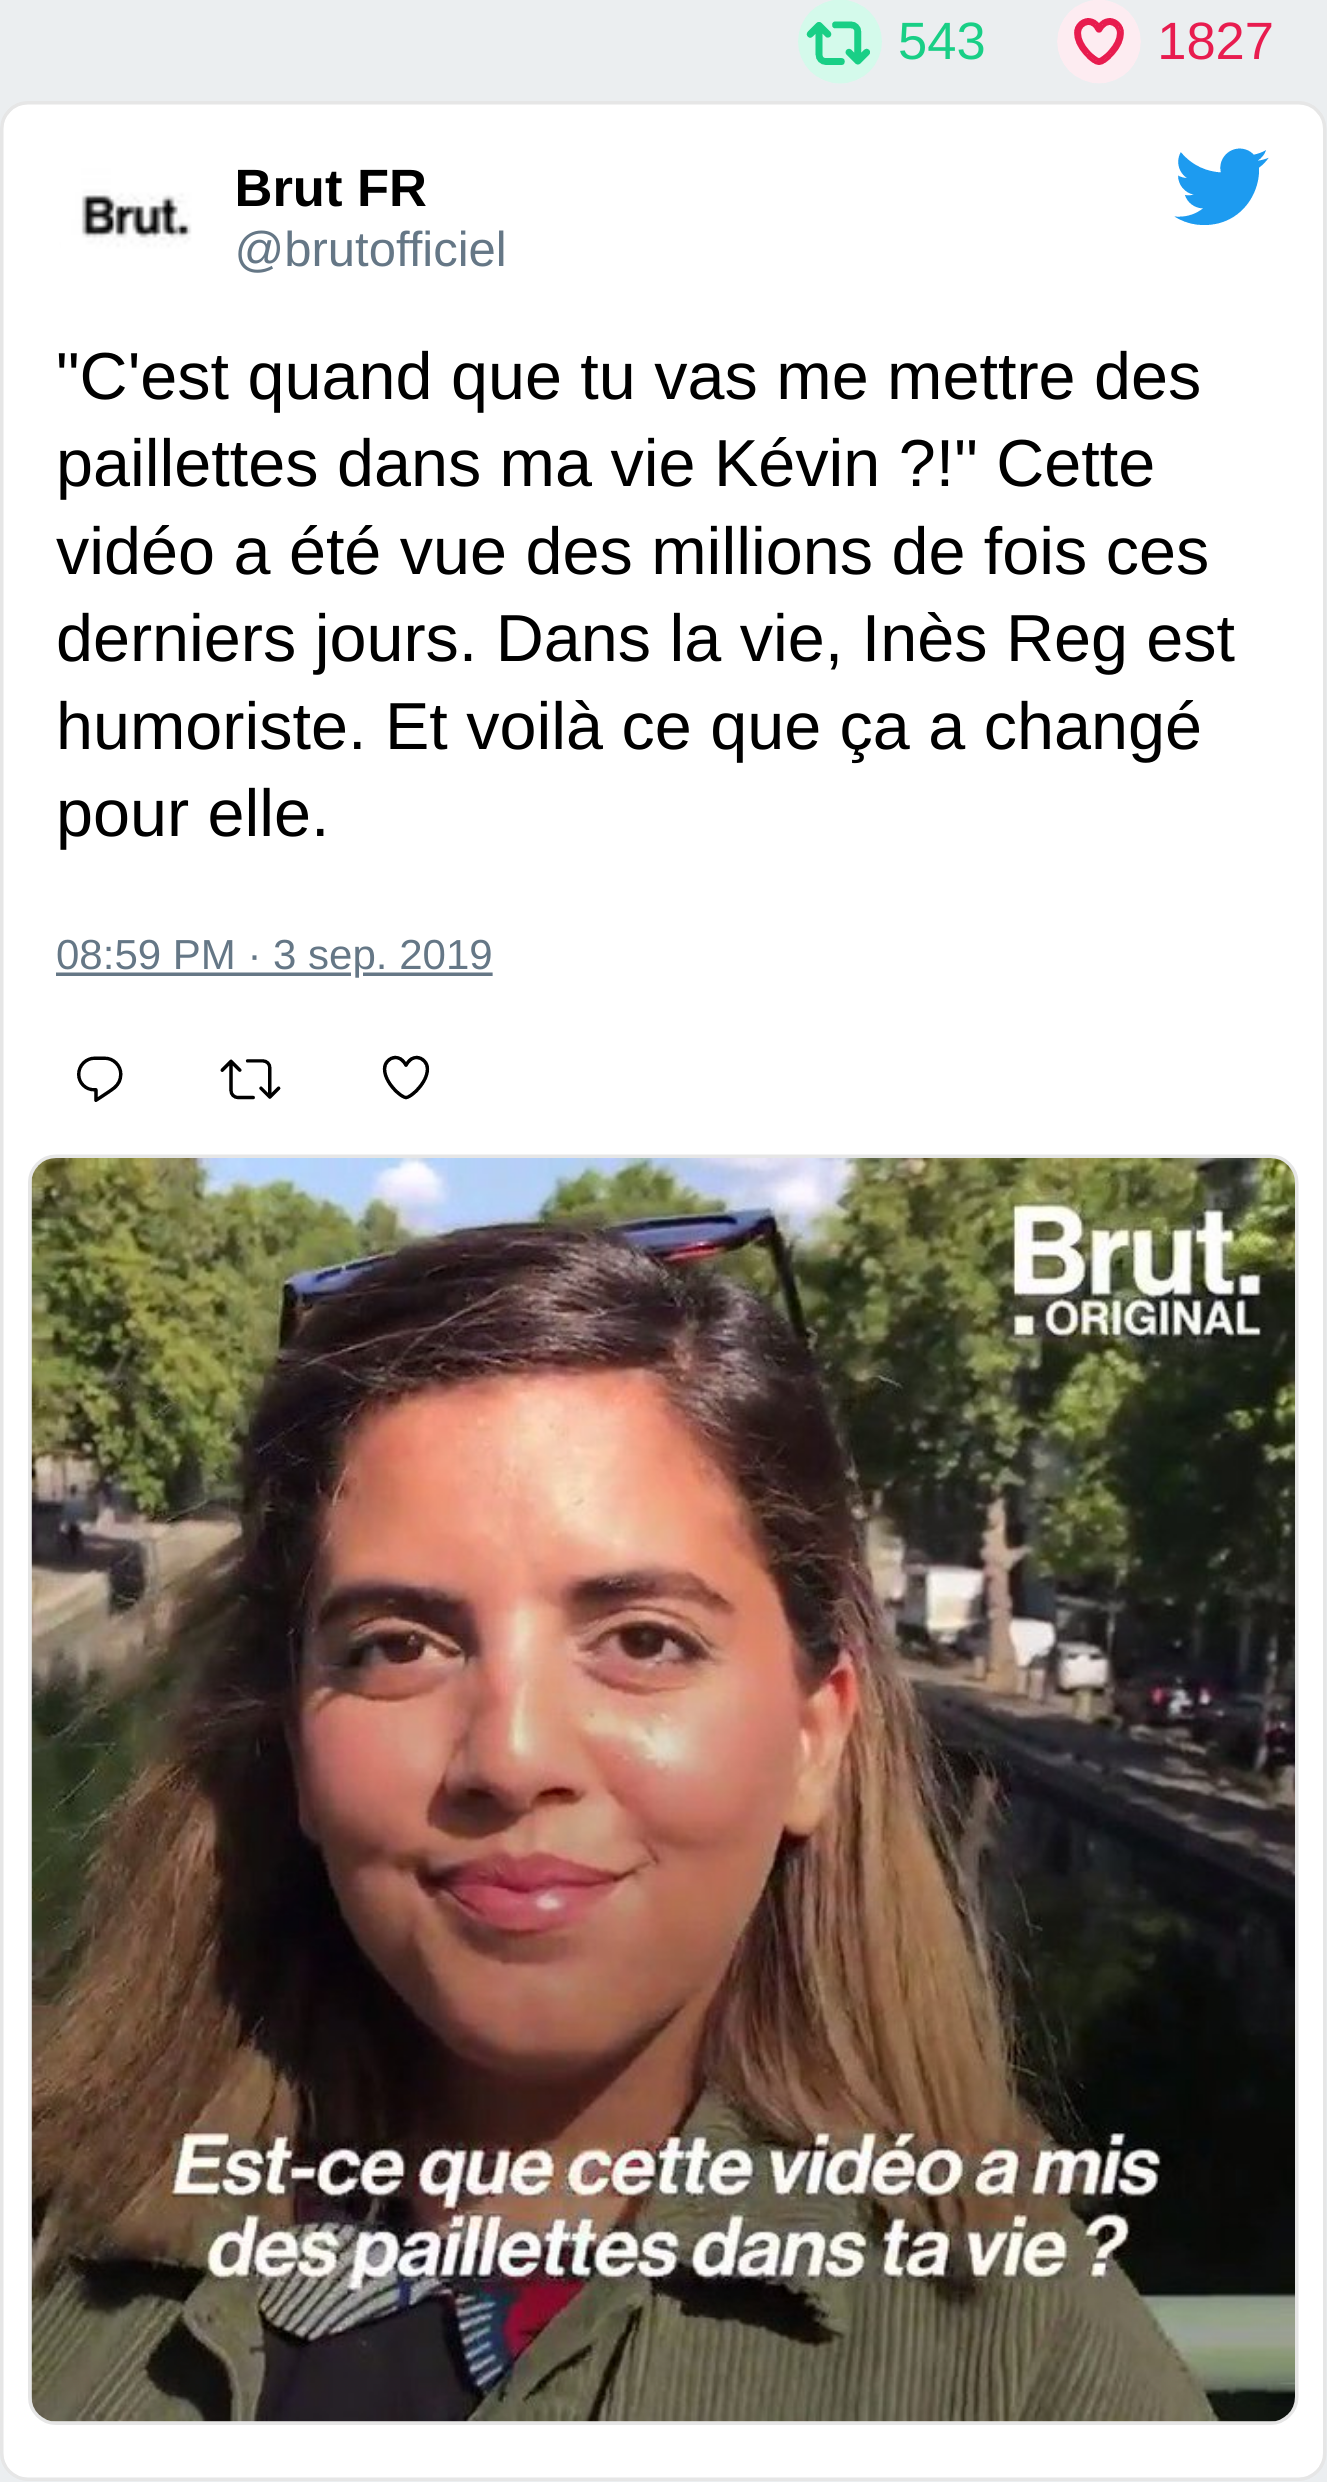 543 1827
Brut.
Brut FR
@brutofficiel
"C'est quand que tu vas me mettre des
paillettes dans ma vie Kévin ?!" Cette
vidéo a été vue des millions de fois ces
derniers jours. Dans la vie, Inès Reg est
humoriste. Et voilà ce que ça a changé
pour elle.
08:59 PM · 3 sep. 2019
Brut.
ORIGINAL
Est-ce que cette vidéo a mis
des paillettes dans ta vie ?